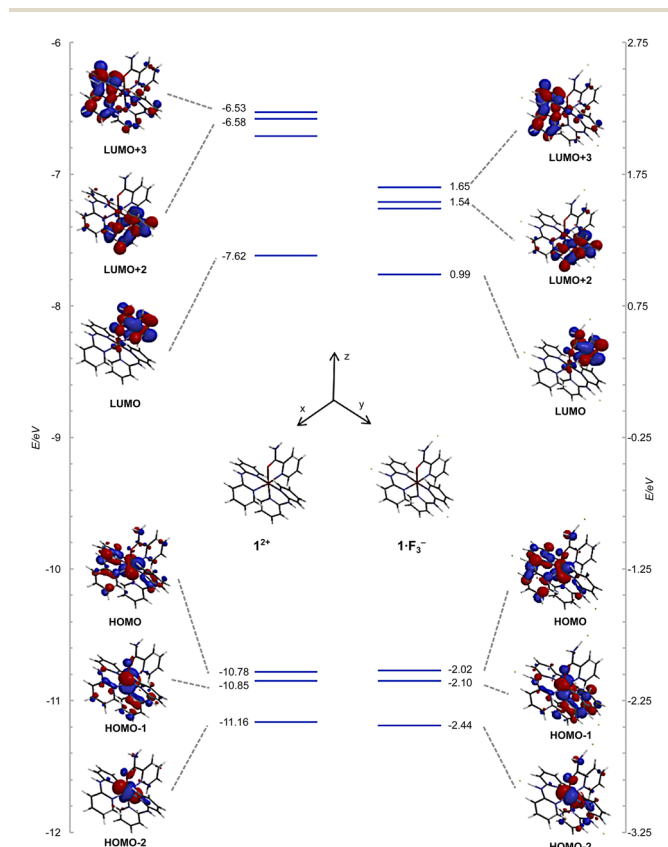 -6
2.75
-6.53
-6.58
LUMO+3
LUMO+3
-7
1.75
1.65
1.54
LUMO+2
-7.62
LUMO+2
0.99
-8
0.75
LUMO
LUMO
z
x
y
-9
-0.25
E/eV
E/eV
1²⁺
1·F₃⁻
-10
-1.25
HOMO
HOMO
-10.78
-2.02
-10.85
-2.10
-11
-2.25
HOMO-1
HOMO-1
-11.16
-2.44
-12
HOMO-2
-3.25
HOMO-2